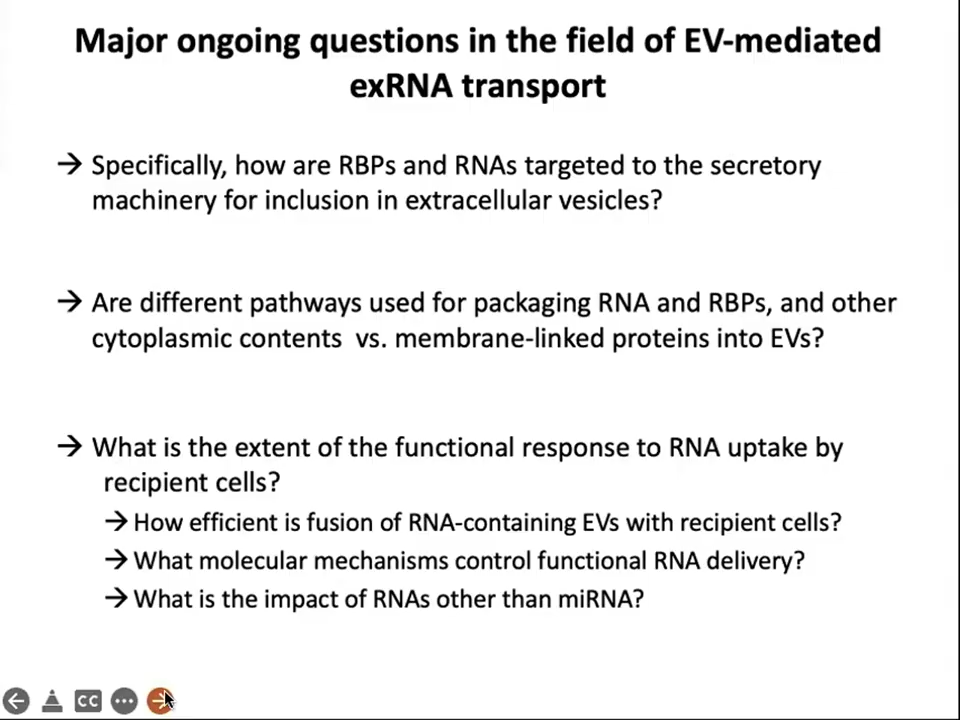 Major ongoing questions in the field of EV-mediated
exRNA transport
→ Specifically, how are RBPs and RNAs targeted to the secretory
machinery for inclusion in extracellular vesicles?
→ Are different pathways used for packaging RNA and RBPs, and other
cytoplasmic contents  vs. membrane-linked proteins into EVs?
→ What is the extent of the functional response to RNA uptake by
recipient cells?
→ How efficient is fusion of RNA-containing EVs with recipient cells?
→ What molecular mechanisms control functional RNA delivery?
→ What is the impact of RNAs other than miRNA?
CC